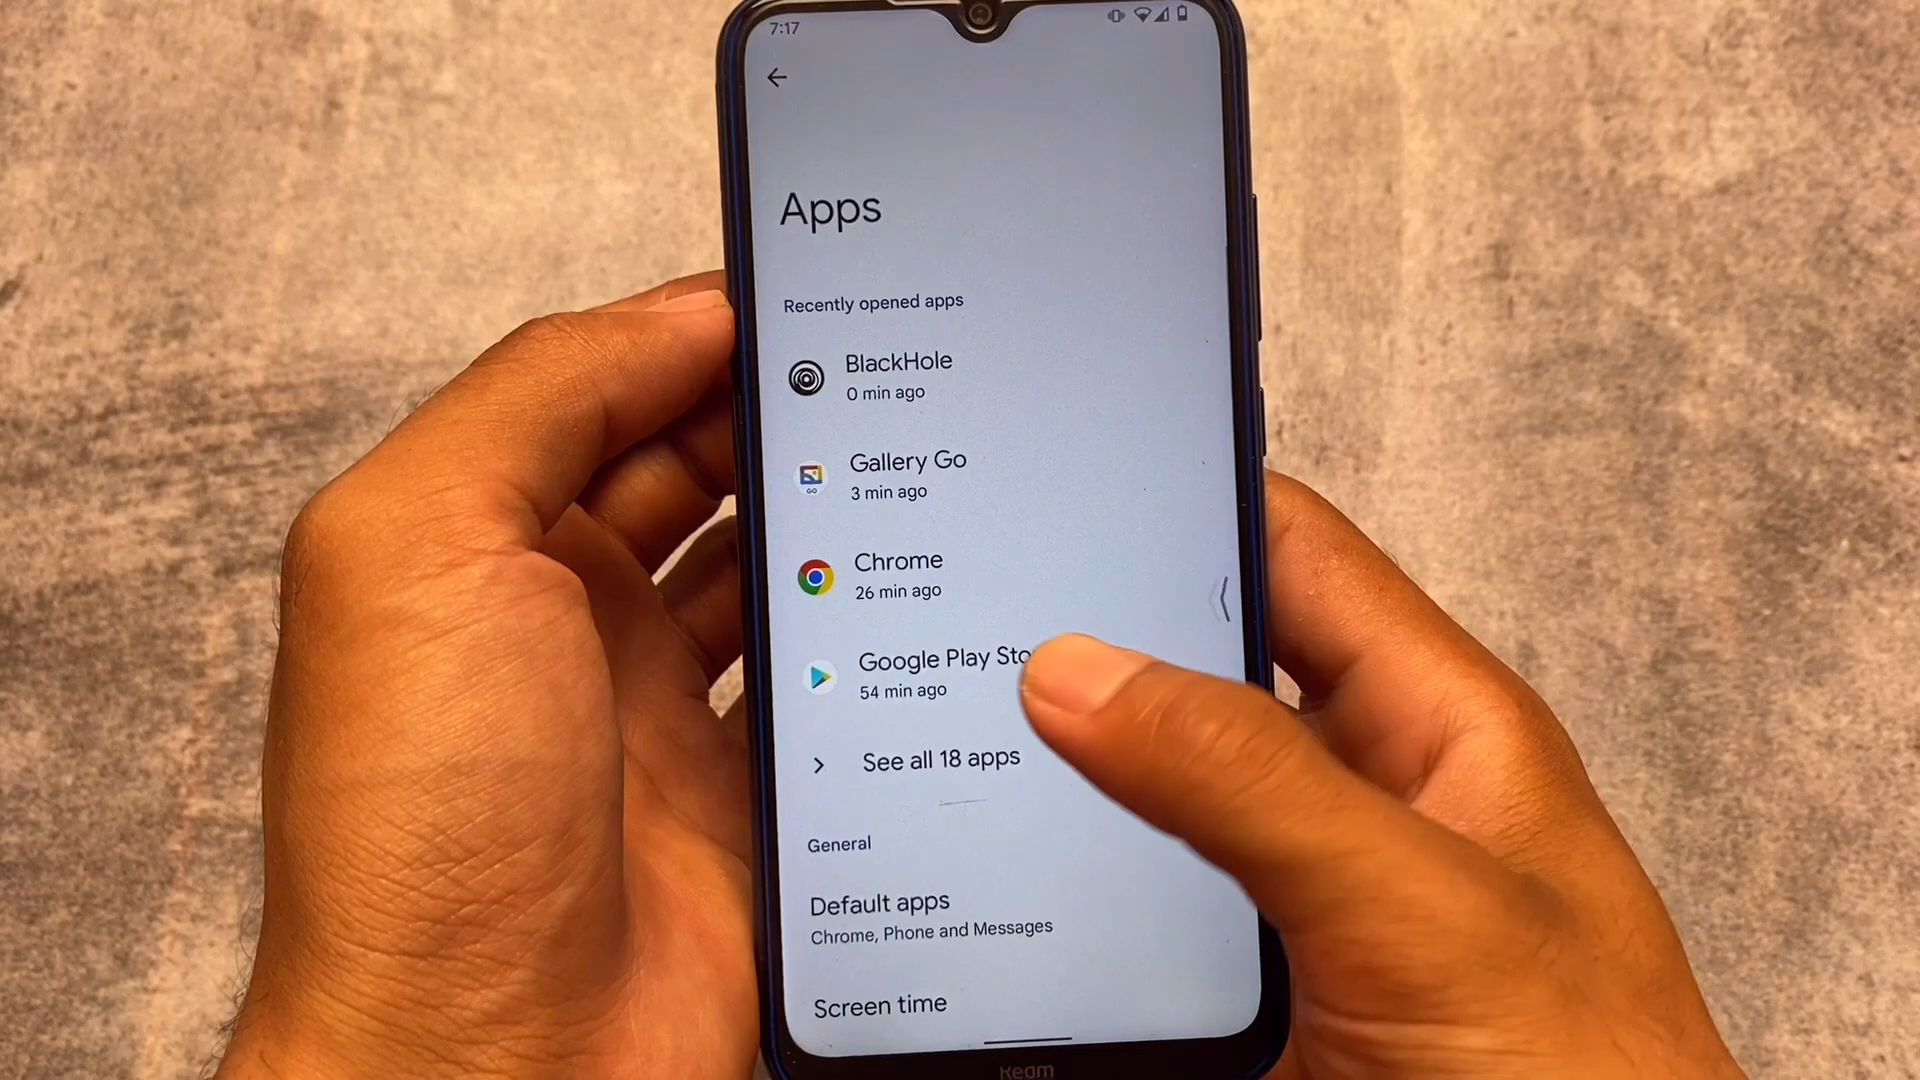 7:17
Apps
Recently opened apps
BlackHole
0 min ago
Gallery Go
3 min ago
GO
Chrome
26 min ago
Google Play Sto
54 min ago
See all 18 apps
General
Default apps
Chrome, Phone and Messages
Screen time